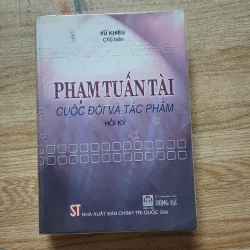 VŨ KHIÊU
Chủ biên
PHẠM TUẤN TÀI
CUỘC ĐỜI VÀ TÁC PHẨM
HỒI KÝ
ST NHÀ XUẤT BẢN CHÍNH TRỊ QUỐC GIA